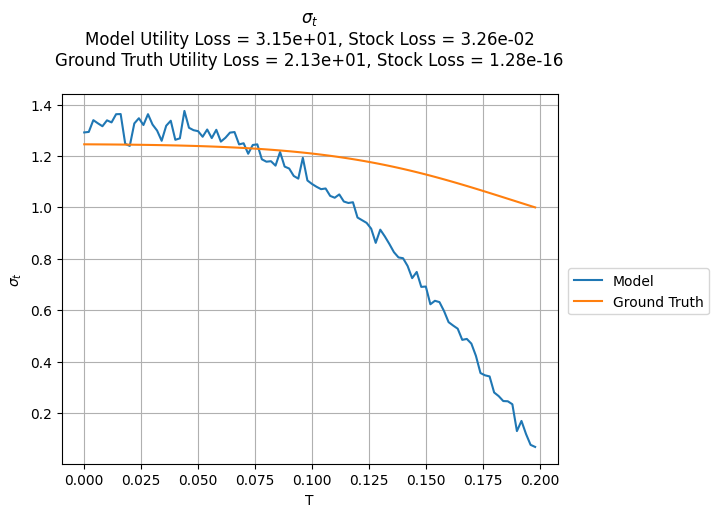 σₜ
Model Utility Loss = 3.15e+01, Stock Loss = 3.26e-02
Ground Truth Utility Loss = 2.13e+01, Stock Loss = 1.28e-16
1.4
1.2
1.0
0.8
0.6
0.4
0.2
σₜ
0.000 0.025 0.050 0.075 0.100 0.125 0.150 0.175 0.200
T
Model
Ground Truth